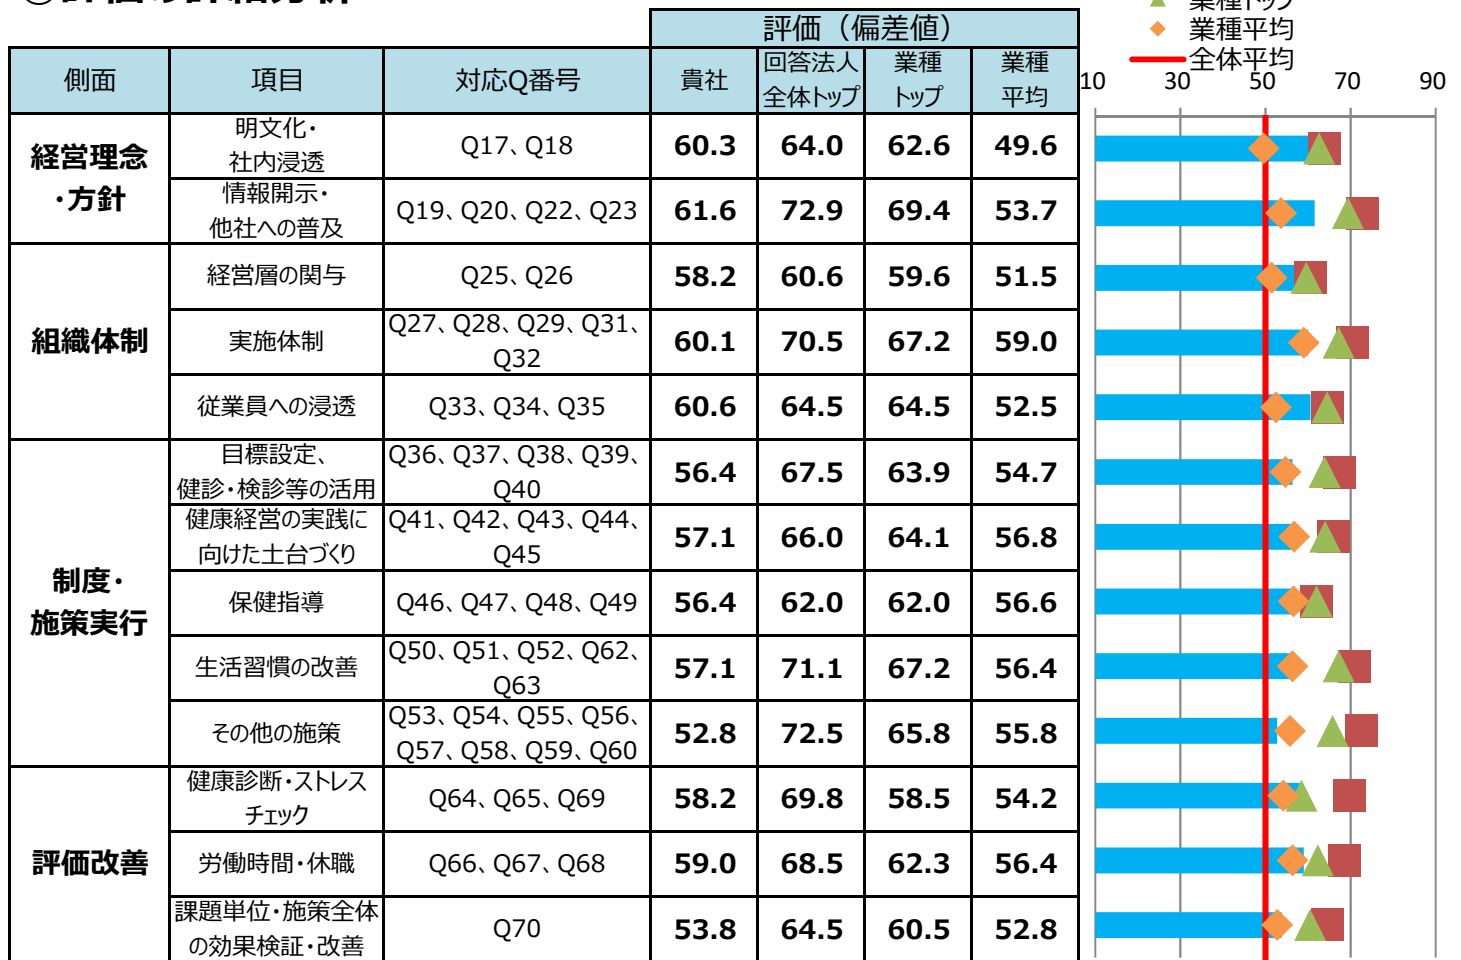 業種トップ
業種平均
全体平均
評価（偏差値）
側面 項目 対応Q番号 貴社 回答法人 業種 業種
全体トップ トップ 平均
10 30 50 70 90
経営理念
・方針
明文化・
社内浸透
Q17、Q18 60.3 64.0 62.6 49.6
情報開示・
他社への普及
Q19、Q20、Q22、Q23 61.6 72.9 69.4 53.7
組織体制
経営層の関与 Q25、Q26 58.2 60.6 59.6 51.5
実施体制
Q27、Q28、Q29、Q31、
Q32
60.1 70.5 67.2 59.0
従業員への浸透 Q33、Q34、Q35 60.6 64.5 64.5 52.5
制度・
施策実行
目標設定、
健診・検診等の活用
Q36、Q37、Q38、Q39、
Q40
56.4 67.5 63.9 54.7
健康経営の実践に
向けた土台づくり
Q41、Q42、Q43、Q44、
Q45
57.1 66.0 64.1 56.8
保健指導 Q46、Q47、Q48、Q49 56.4 62.0 62.0 56.6
生活習慣の改善
Q50、Q51、Q52、Q62、
Q63
57.1 71.1 67.2 56.4
その他の施策
Q53、Q54、Q55、Q56、
Q57、Q58、Q59、Q60
52.8 72.5 65.8 55.8
評価改善
健康診断・ストレス
チェック
Q64、Q65、Q69 58.2 69.8 58.5 54.2
労働時間・休職 Q66、Q67、Q68 59.0 68.5 62.3 56.4
課題単位・施策全体
の効果検証・改善
Q70 53.8 64.5 60.5 52.8